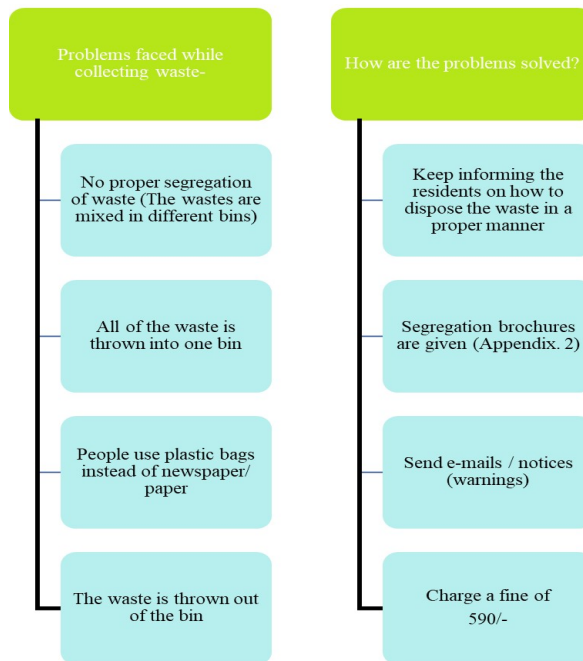 Problems faced while
collecting waste-
No proper segregation
of waste (The wastes are
mixed in different bins)
All of the waste is
thrown into one bin
People use plastic bags
instead of newspaper/
paper
The waste is thrown out
of the bin
How are the problems solved?
Keep informing the
residents on how to
dispose the waste in a
proper manner
Segregation brochures
are given (Appendix. 2)
Send e-mails / notices
(warnings)
Charge a fine of
590/-